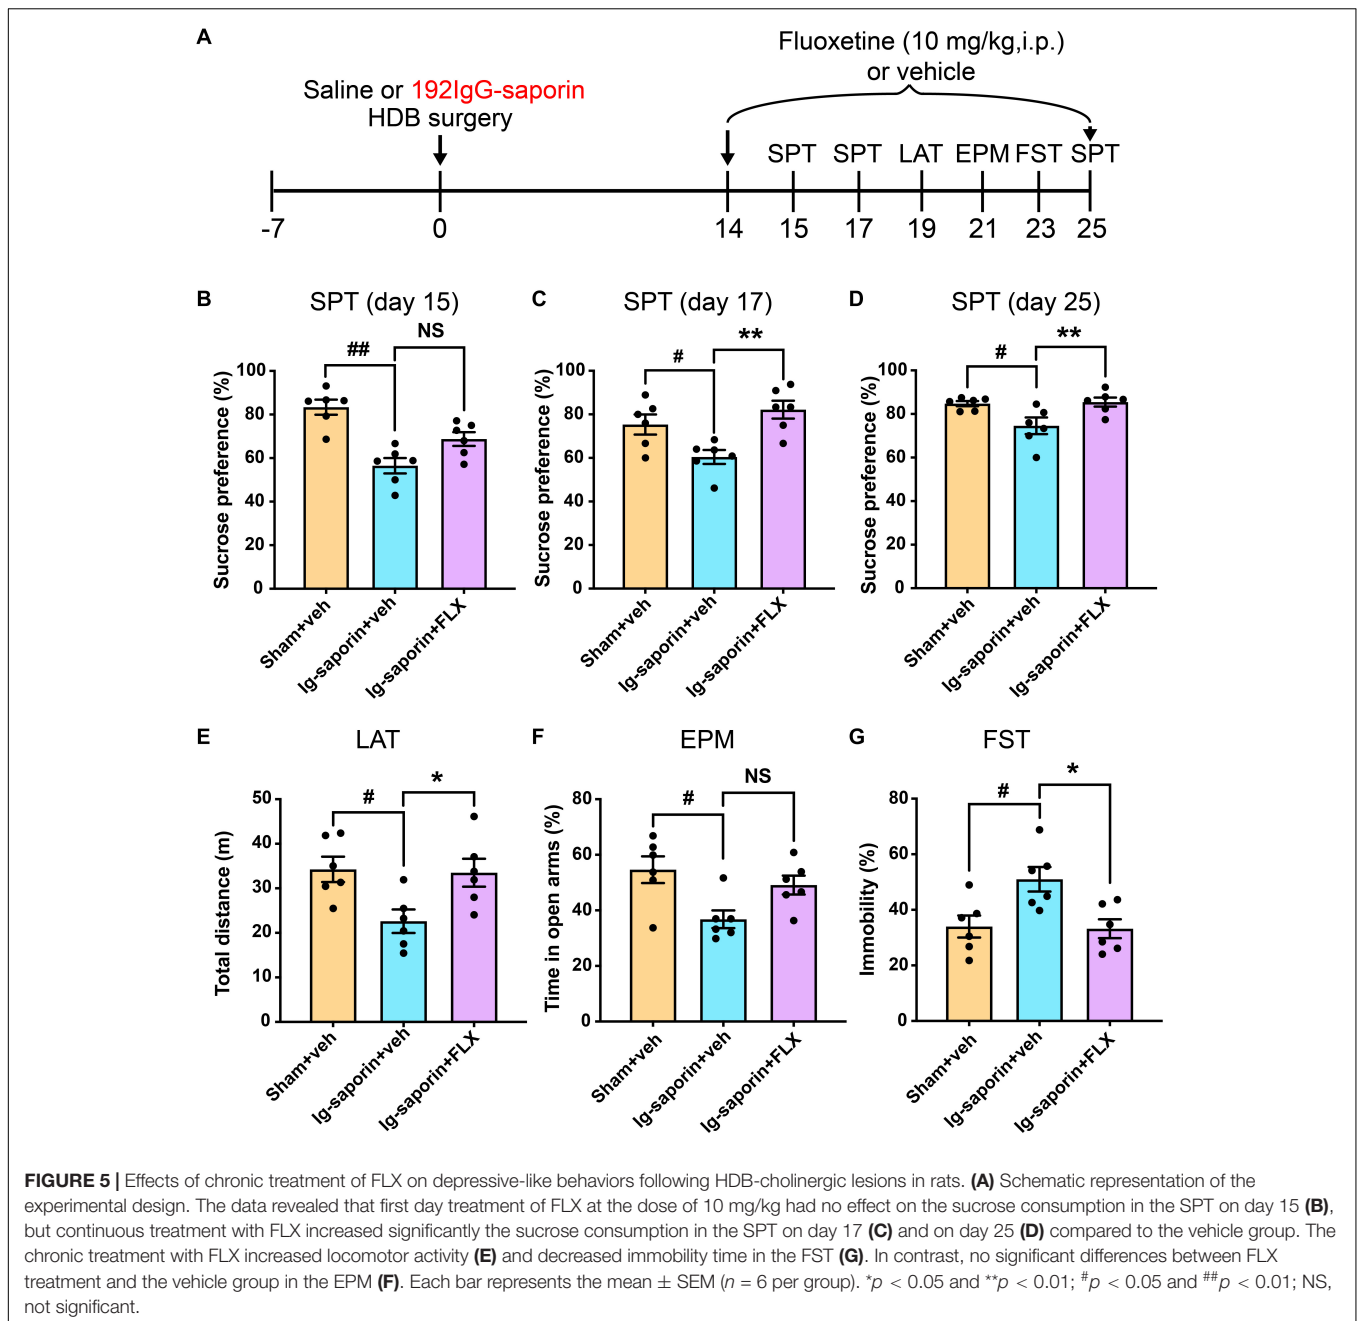 A
Fluoxetine (10 mg/kg,i.p.)
or vehicle
Saline or 192IgG-saporin
HDB surgery
SPT SPT LAT EPM FST SPT
-7 0 14 15 17 19 21 23 25
B SPT (day 15)
## NS
Sucrose preference (%)
100
80
60
40
20
0
Sham+veh
Ig-saporin+veh
Ig-saporin+FLX
C SPT (day 17)
# **
Sucrose preference (%)
100
80
60
40
20
0
Sham+veh
Ig-saporin+veh
Ig-saporin+FLX
D SPT (day 25)
# **
Sucrose preference (%)
100
80
60
40
20
0
Sham+veh
Ig-saporin+veh
Ig-saporin+FLX
E LAT
# *
Total distance (m)
50
40
30
20
10
0
Sham+veh
Ig-saporin+veh
Ig-saporin+FLX
F EPM
# NS
Time in open arms (%)
80
60
40
20
0
Sham+veh
Ig-saporin+veh
Ig-saporin+FLX
G FST
# *
Immobility (%)
80
60
40
20
0
Sham+veh
Ig-saporin+veh
Ig-saporin+FLX
FIGURE 5 | Effects of chronic treatment of FLX on depressive-like behaviors following HDB-cholinergic lesions in rats. (A) Schematic representation of the
experimental design. The data revealed that first day treatment of FLX at the dose of 10 mg/kg had no effect on the sucrose consumption in the SPT on day 15 (B),
but continuous treatment with FLX increased significantly the sucrose consumption in the SPT on day 17 (C) and on day 25 (D) compared to the vehicle group. The
chronic treatment with FLX increased locomotor activity (E) and decreased immobility time in the FST (G). In contrast, no significant differences between FLX
treatment and the vehicle group in the EPM (F). Each bar represents the mean ± SEM (n = 6 per group). *p < 0.05 and **p < 0.01; #p < 0.05 and ##p < 0.01; NS,
not significant.